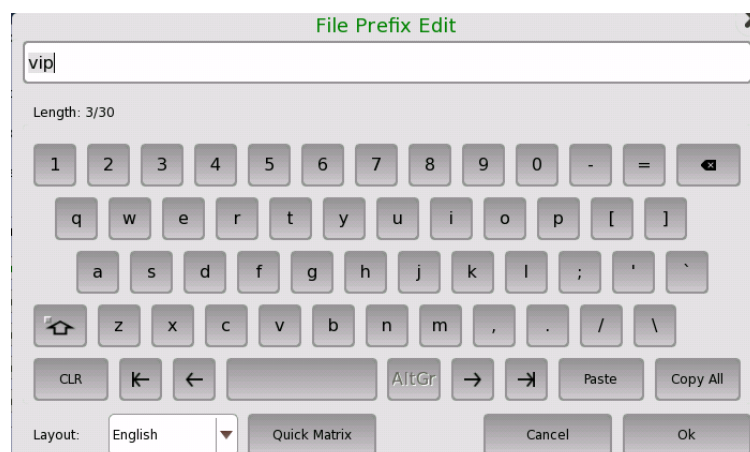 File Prefix Edit
vip
Length: 3/30
1 2 3 4 5 6 7 8 9 0 - =
q w e r t y u i o p [ ]
a s d f g h j k l ; ' `
z x c v b n m , . / \
CLR AltGr Paste Copy All
Layout: English Quick Matrix Cancel Ok